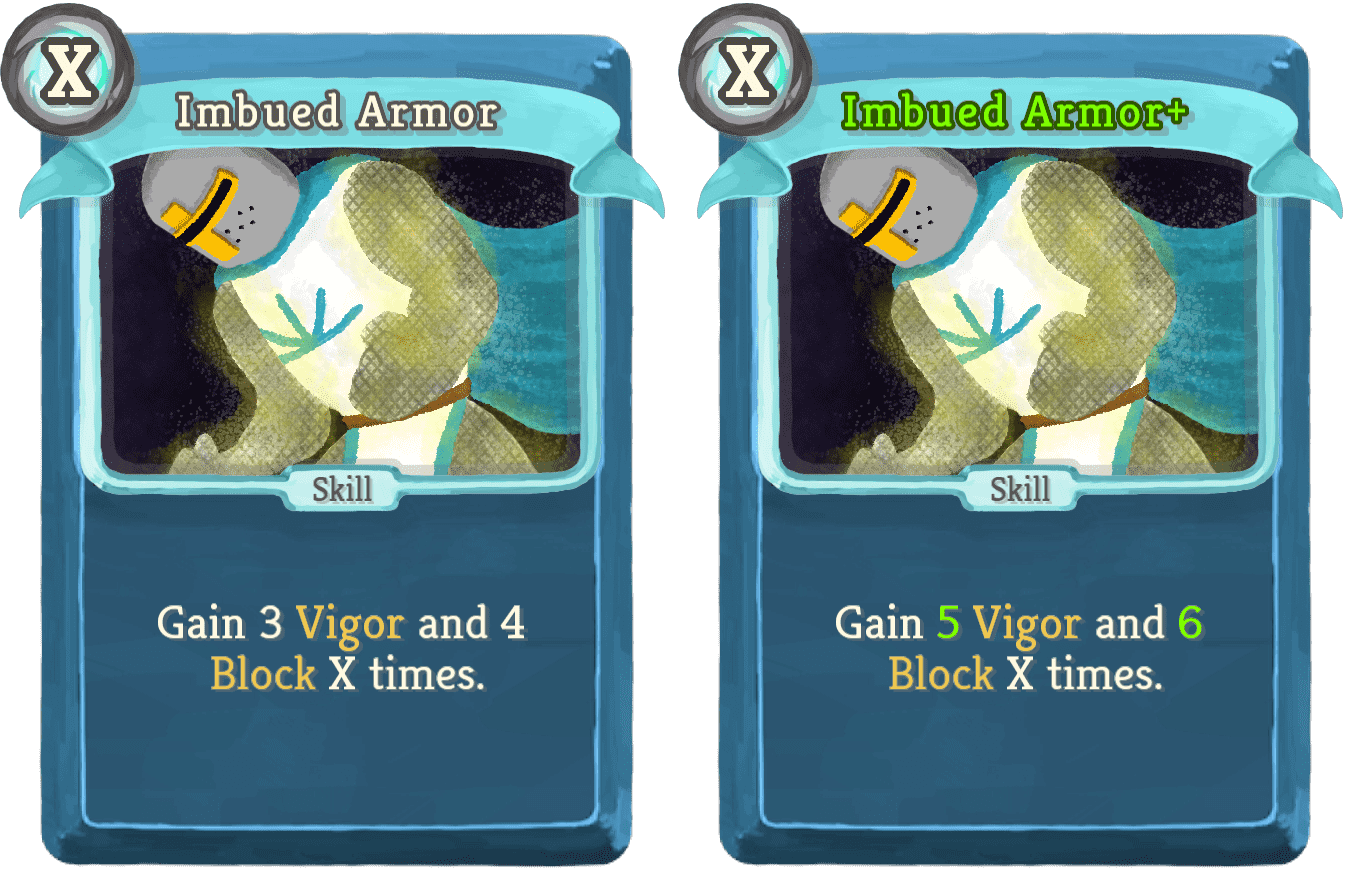 X
Imbued Armor
Skill
Gain 3 Vigor and 4
Block X times.
X
Imbued Armor+
Skill
Gain 5 Vigor and 6
Block X times.